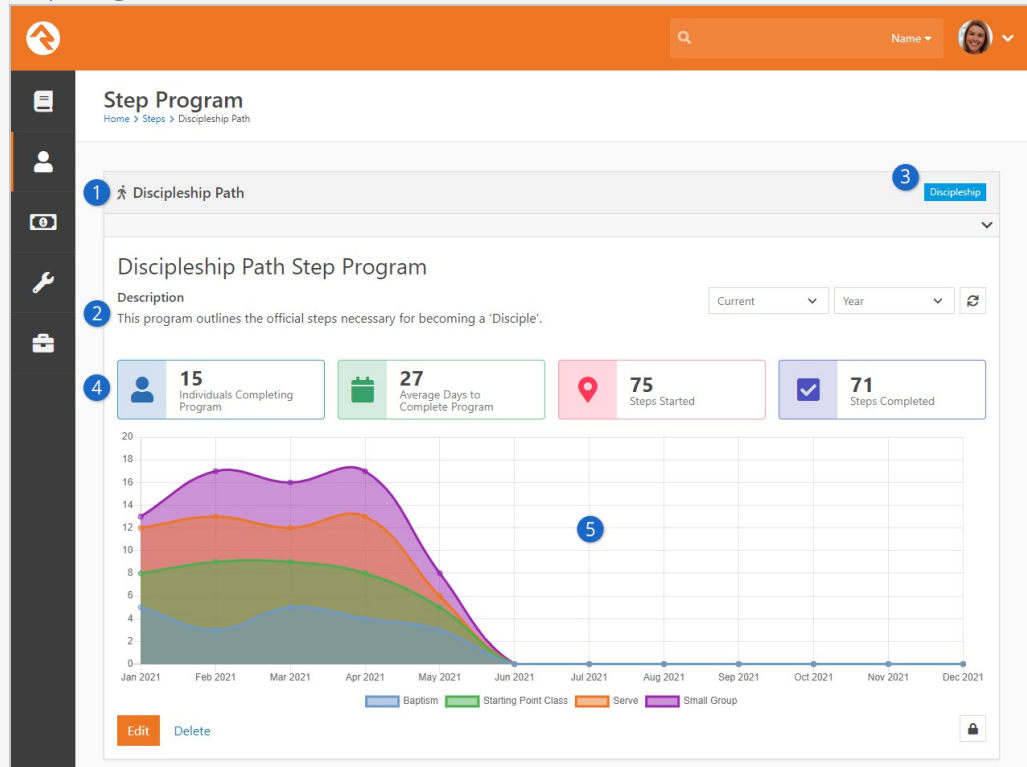 Name
Step Program
Home > Steps > Discipleship Path
1
Discipleship Path
3
Discipleship
Discipleship Path Step Program
Description
2
This program outlines the official steps necessary for becoming a 'Disciple'.
Current
Year
4
15
Individuals Completing
Program
27
Average Days to
Complete Program
75
Steps Started
71
Steps Completed
20
18
16
14
12
10
8
6
4
2
0
5
Jan 2021 Feb 2021 Mar 2021 Apr 2021 May 2021 Jun 2021 Jul 2021 Aug 2021 Sep 2021 Oct 2021 Nov 2021 Dec 2021
Baptism Starting Point Class Serve Small Group
Edit Delete